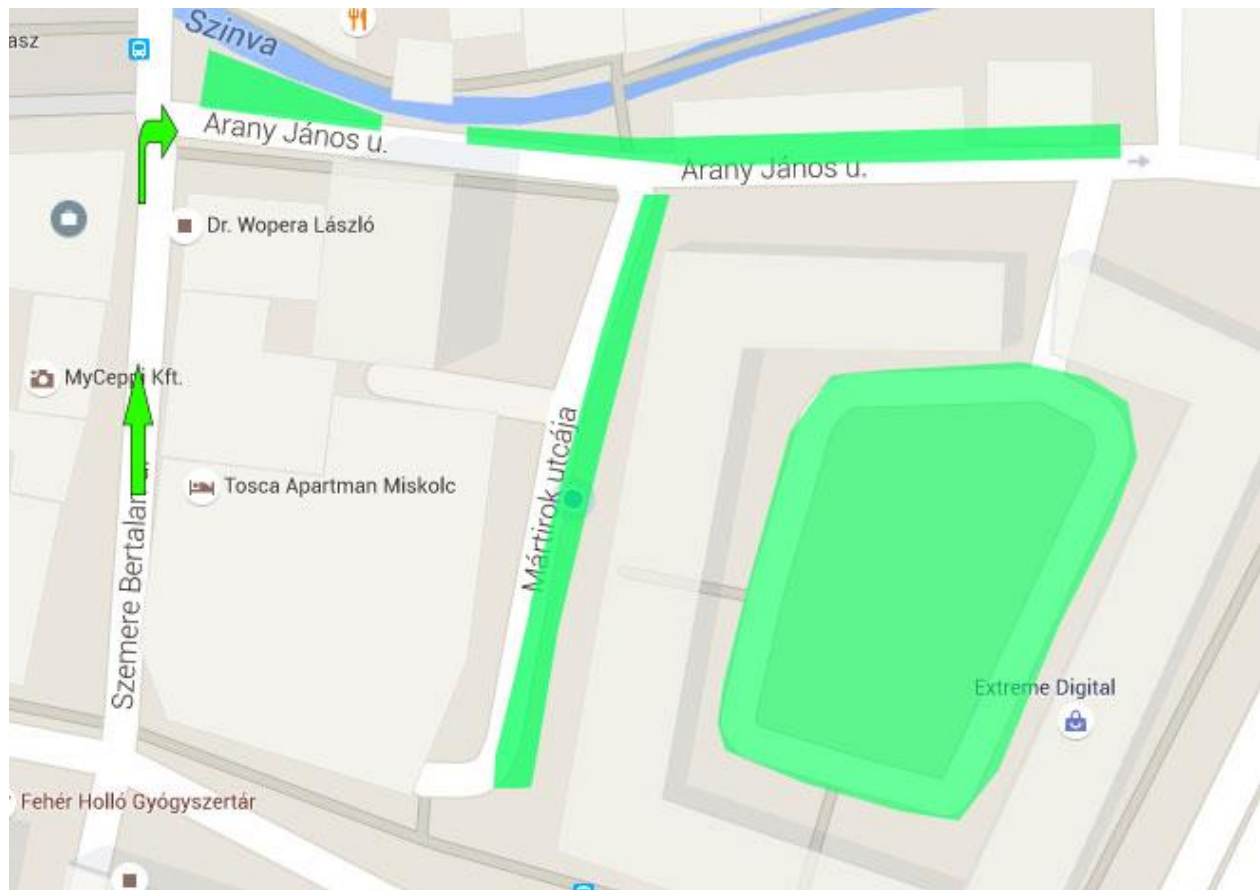 asz
Szinva
Arany János u.
Arany János u.
Dr. Wopera László
MyCeppi Kft.
Tosca Apartman Miskolc
Mártirok utcája
Szemere Bertalan
Extreme Digital
Fehér Holló Gyógyszertár